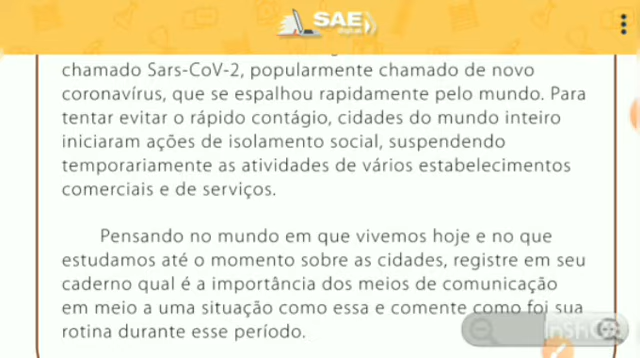 SAE
chamado Sars-CoV-2, popularmente chamado de novo
coronavírus, que se espalhou rapidamente pelo mundo. Para
tentar evitar o rápido contágio, cidades do mundo inteiro
iniciaram ações de isolamento social, suspendendo
temporariamente as atividades de vários estabelecimentos
comerciais e de serviços.
Pensando no mundo em que vivemos hoje e no que
estudamos até o momento sobre as cidades, registre em seu
caderno qual é a importância dos meios de comunicação
em meio a uma situação como essa e comente como foi sua
rotina durante esse período.